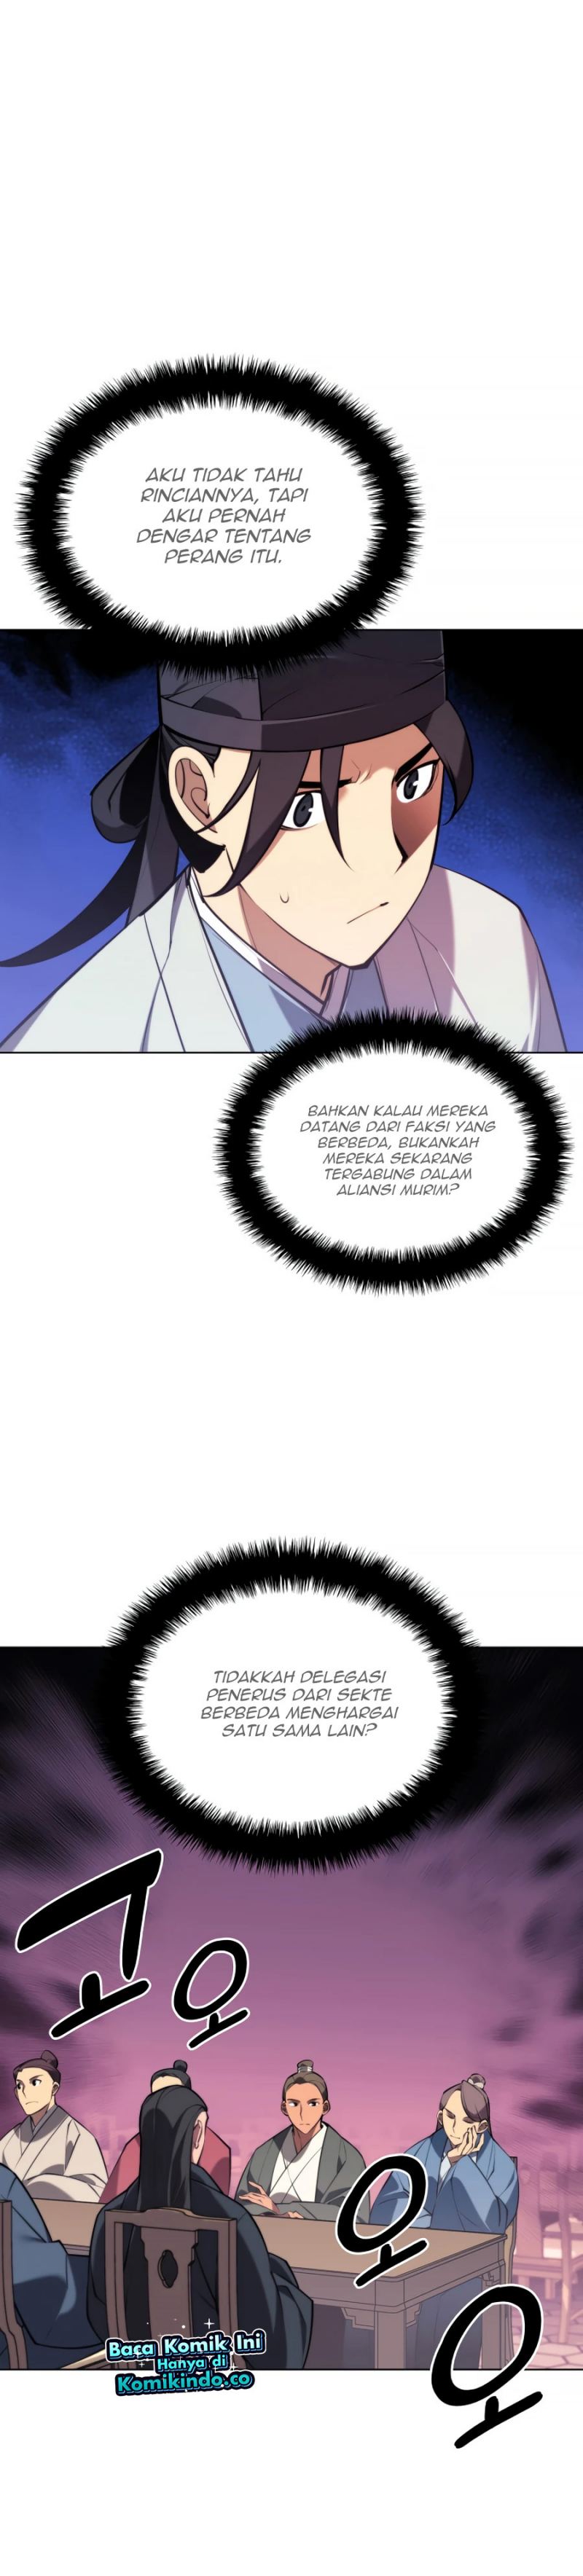 AKU TIDAK TAHU
RINCIANNYA, TAPI
AKU PERNAH
DENGAR TENTANG
PERANG ITU.
BAHKAN KALAU MEREKA
DATANG DARI FAKSI YANG
BERBEDA, BUKANKAH
MEREKA SEKARANG
TERGABUNG DALAM
ALIANSI MURIM?
TIDAKKAH DELEGASI
PENERUS DARI SEKTE
BERBEDA MENGHARGAI
SATU SAMA LAIN?
고
오
오
오
Baca Komik Ini
Hanya di
Komikindo.co